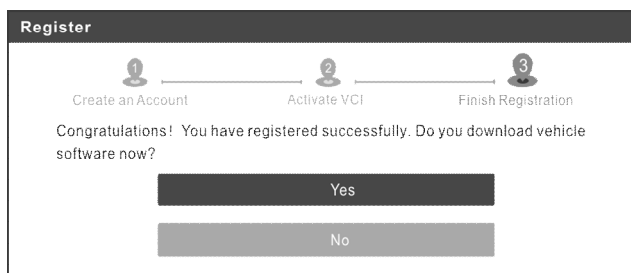 Register
1 2 3
Create an Account Activate VCI Finish Registration
Congratulations! You have registered successfully. Do you download vehicle
software now?
Yes
No